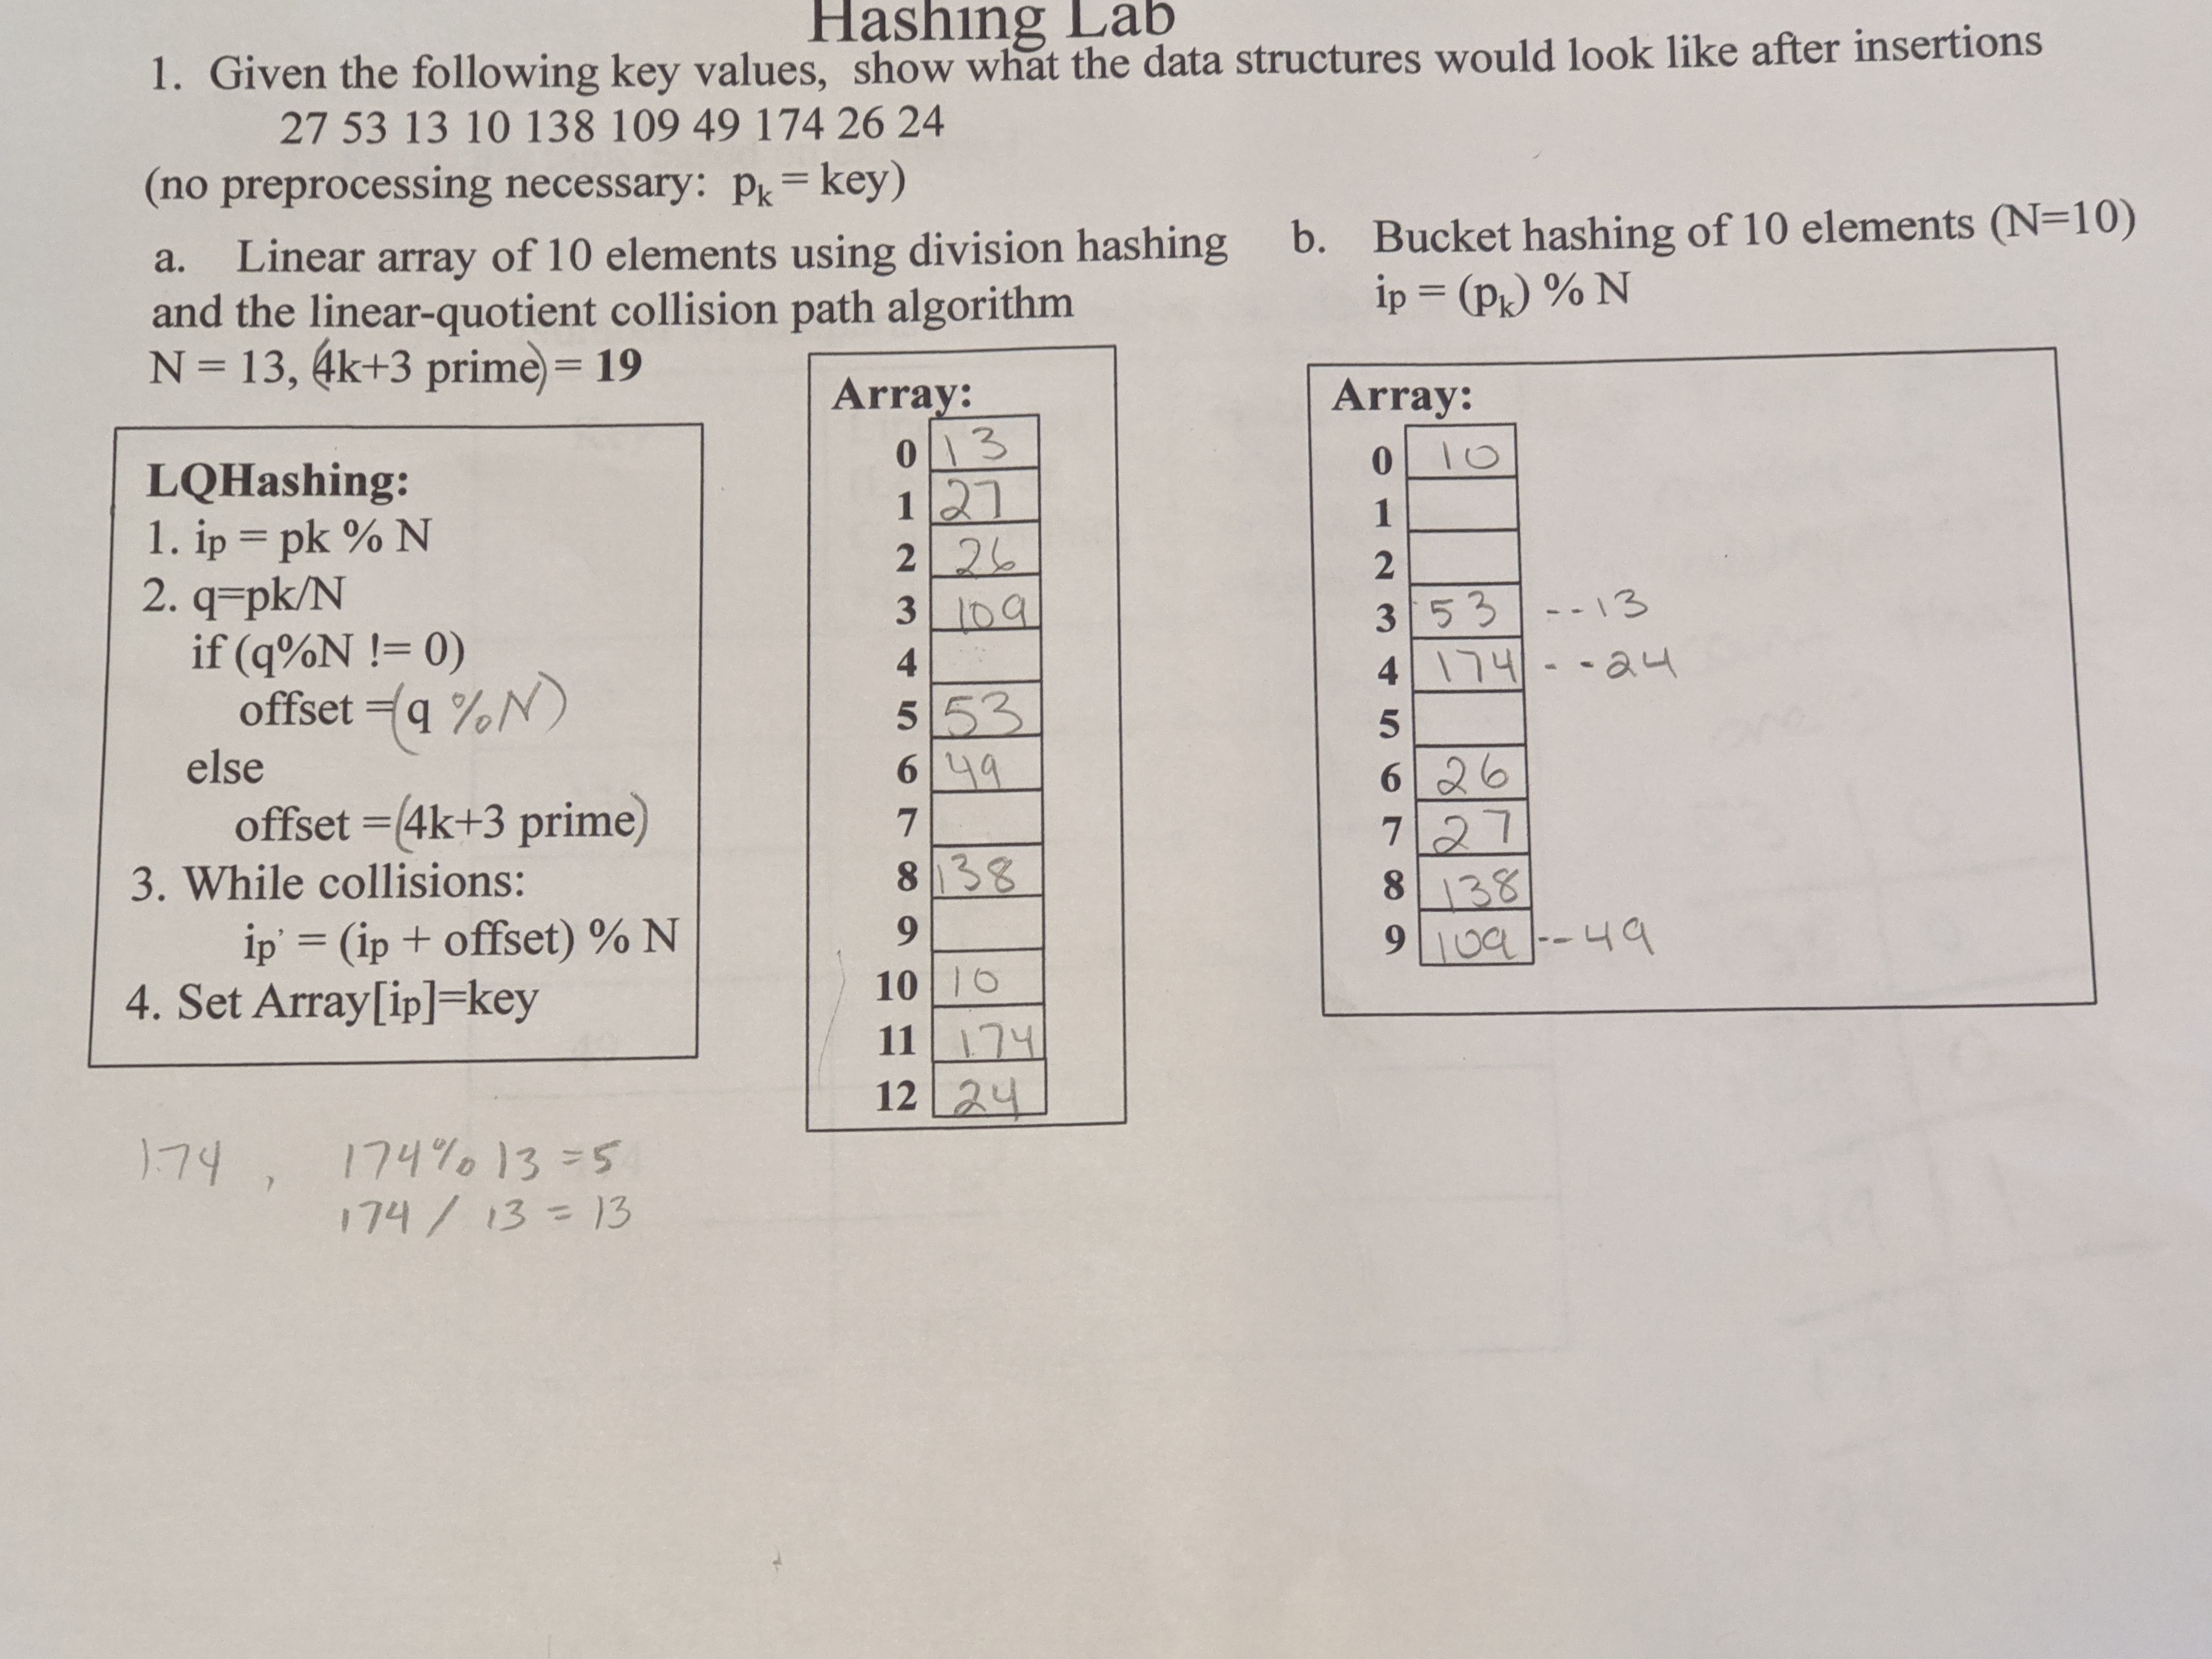 Hashing Lab
1. Given the following key values, show what the data structures would look like after insertions
27 53 13 10 138 109 49 174 26 24
(no preprocessing necessary: pk = key)
a. Linear array of 10 elements using division hashing
and the linear-quotient collision path algorithm
N = 13, (4k+3 prime) = 19
LQHashing:
1. ip = pk % N
2. q=pk/N
if (q%N != 0)
offset =(q %N)
else
offset =(4k+3 prime)
3. While collisions:
ip' = (ip + offset) % N
4. Set Array[ip]=key
174 , 174% 13 = 5
174 / 13 = 13
Array:
0 13
1 27
2 26
3 109
4
5 53
6 49
7
8 138
9
10 10
11 174
12 24
b. Bucket hashing of 10 elements (N=10)
ip = (pk) % N
Array:
0 10
1
2
3 53 --13
4 174 --24
5
6 26
7 27
8 138
9 109 --49